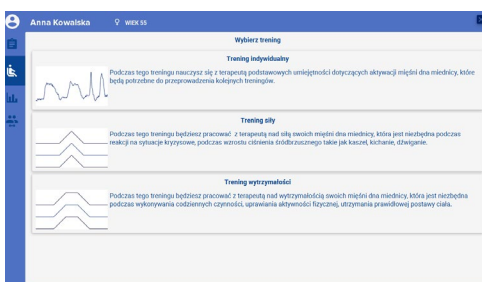 Anna Kowalska WIEK 55
Wybierz trening
Trening indywidualny
Podczas tego treningu nauczysz się z terapeutą podstawowych umiejętności dotyczących aktywacji mięśni dna miednicy, które
będą potrzebne do przeprowadzenia kolejnych treningów.
Trening siły
Podczas tego treningu będziesz pracować z terapeutą nad siłą swoich mięśni dna miednicy, która jest niezbędna podczas
reakcji na sytuacje kryzysowe, podczas wzrostu ciśnienia śródbrzusznego takie jak kaszel, kichanie, dźwiganie.
Trening wytrzymałości
Podczas tego treningu będziesz pracować z terapeutą nad wytrzymałością swoich mięśni dna miednicy, która jest niezbędna
podczas wykonywania codziennych czynności, uprawiania aktywności fizycznej, utrzymania prawidłowej postawy ciała.